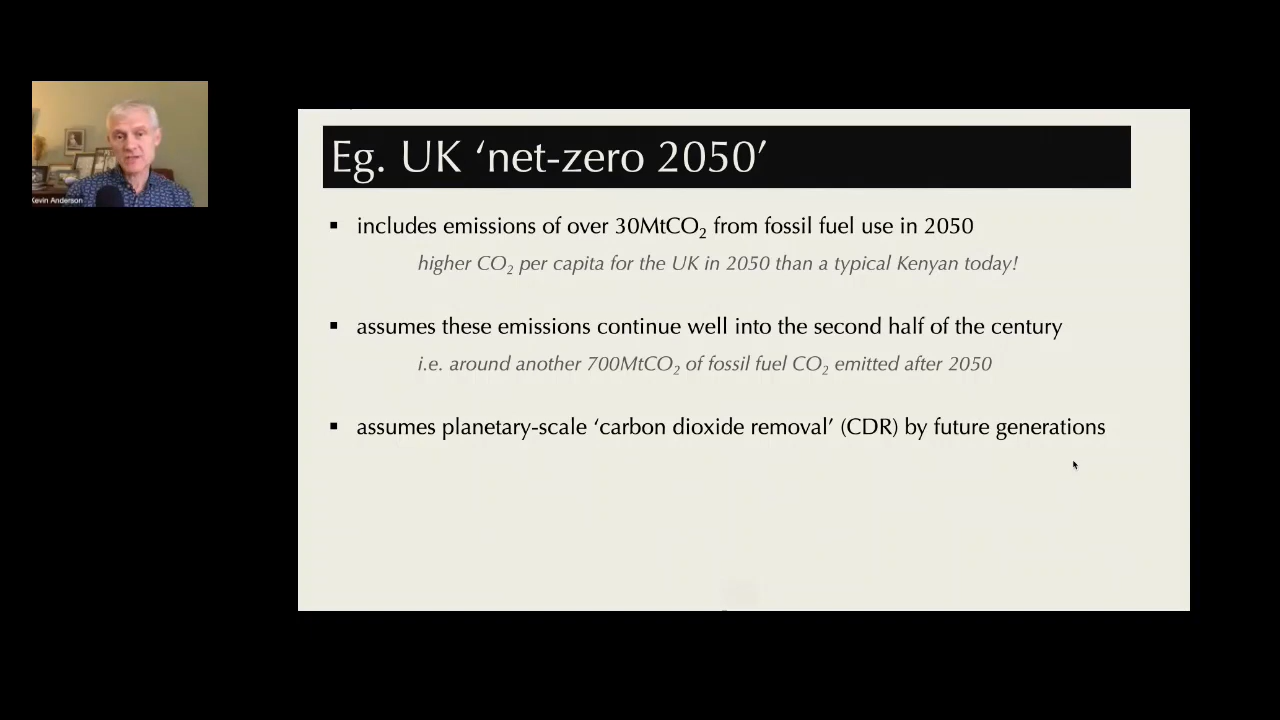 Kevin Anderson
Eg. UK ‘net-zero 2050’
▪ includes emissions of over 30MtCO₂ from fossil fuel use in 2050
higher CO₂ per capita for the UK in 2050 than a typical Kenyan today!
▪ assumes these emissions continue well into the second half of the century
i.e. around another 700MtCO₂ of fossil fuel CO₂ emitted after 2050
▪ assumes planetary-scale ‘carbon dioxide removal’ (CDR) by future generations